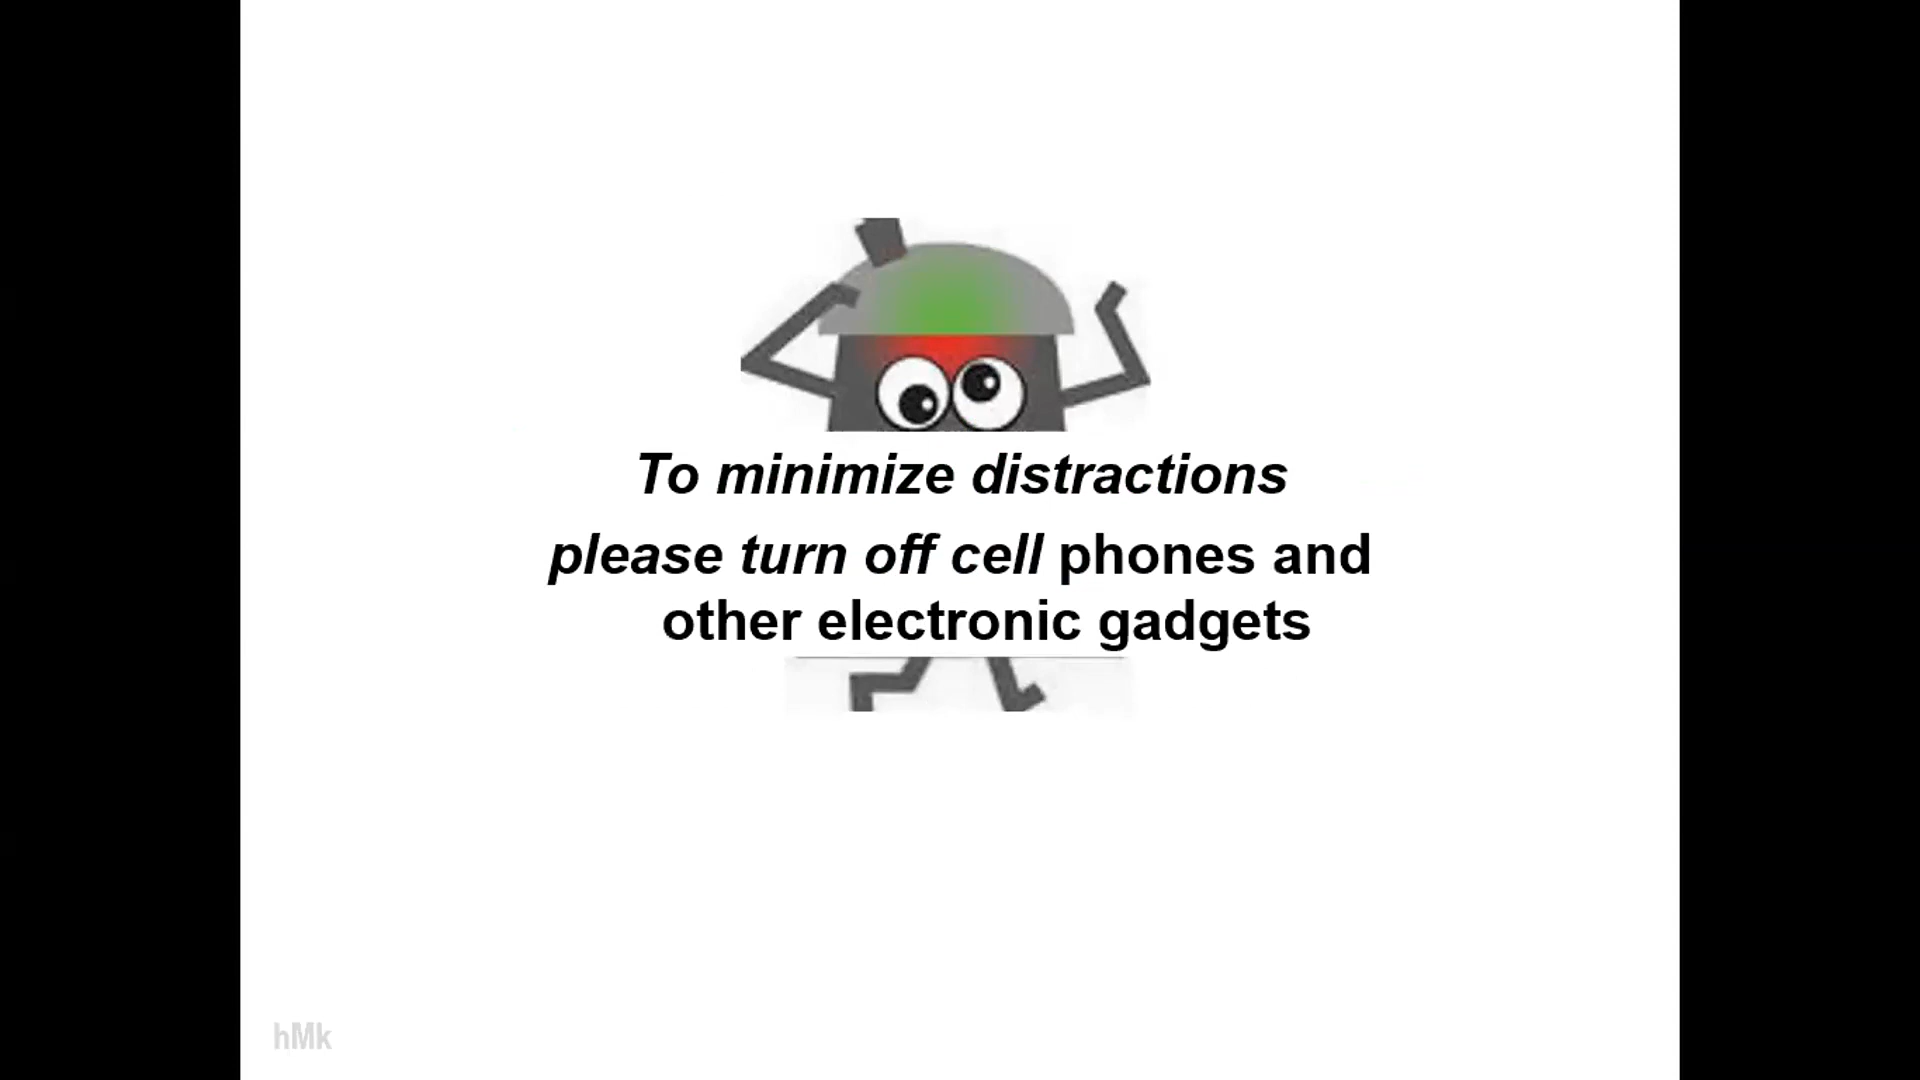 To minimize distractions
please turn off cell phones and
other electronic gadgets
hMk